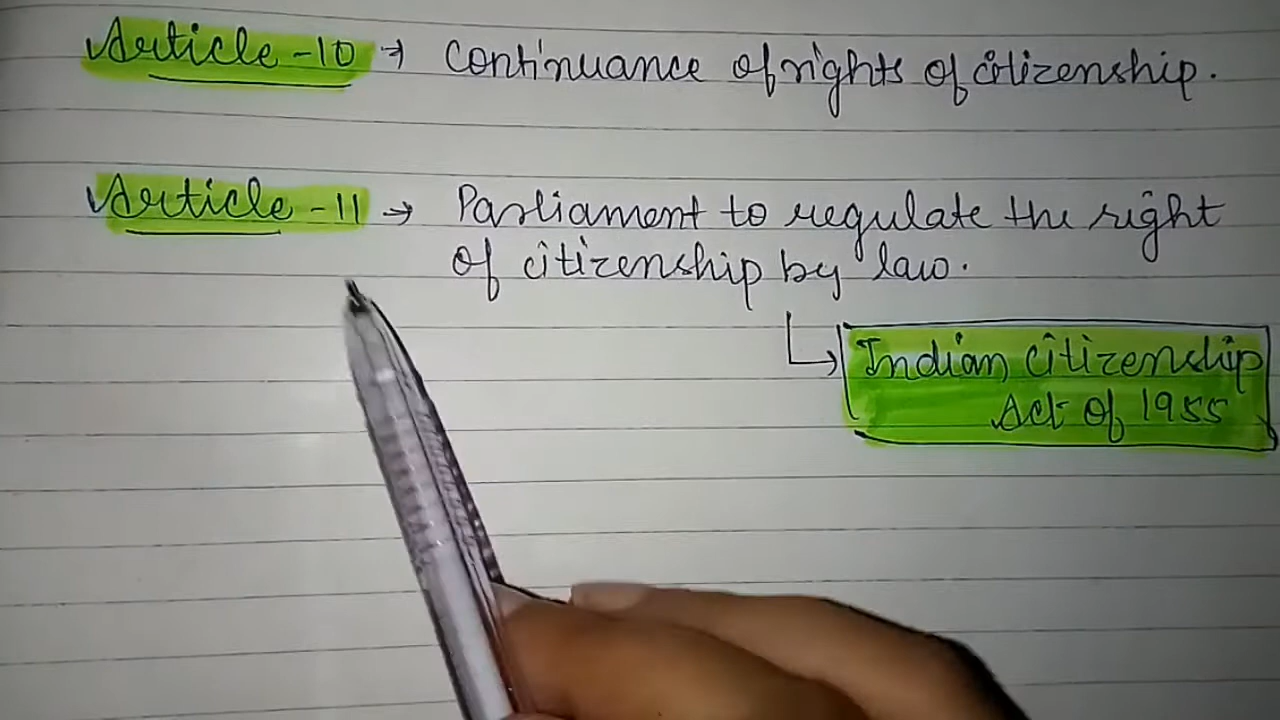 Article -10 → Continuance of rights of citizenship.
Article -11 → Parliament to regulate the right
of citizenship by law.
↳ Indian citizenship
Act of 1955